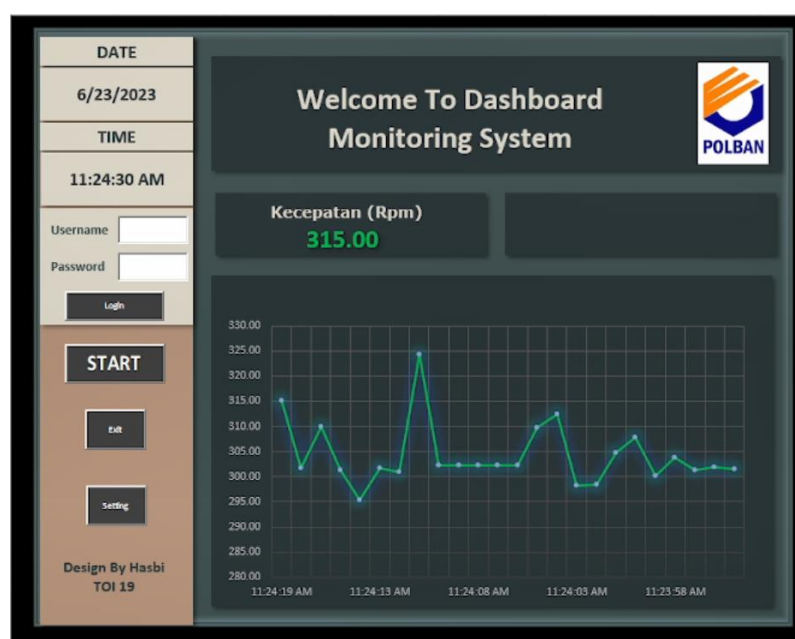 DATE
6/23/2023
TIME
11:24:30 AM
Username
Password
Login
START
Exit
Setting
Design By Hasbi
TOI 19
Welcome To Dashboard
Monitoring System
POLBAN
Kecepatan (Rpm)
315.00
330.00
325.00
320.00
315.00
310.00
305.00
300.00
295.00
290.00
285.00
280.00
11:24:19 AM 11:24:13 AM 11:24:08 AM 11:24:03 AM 11:23:58 AM